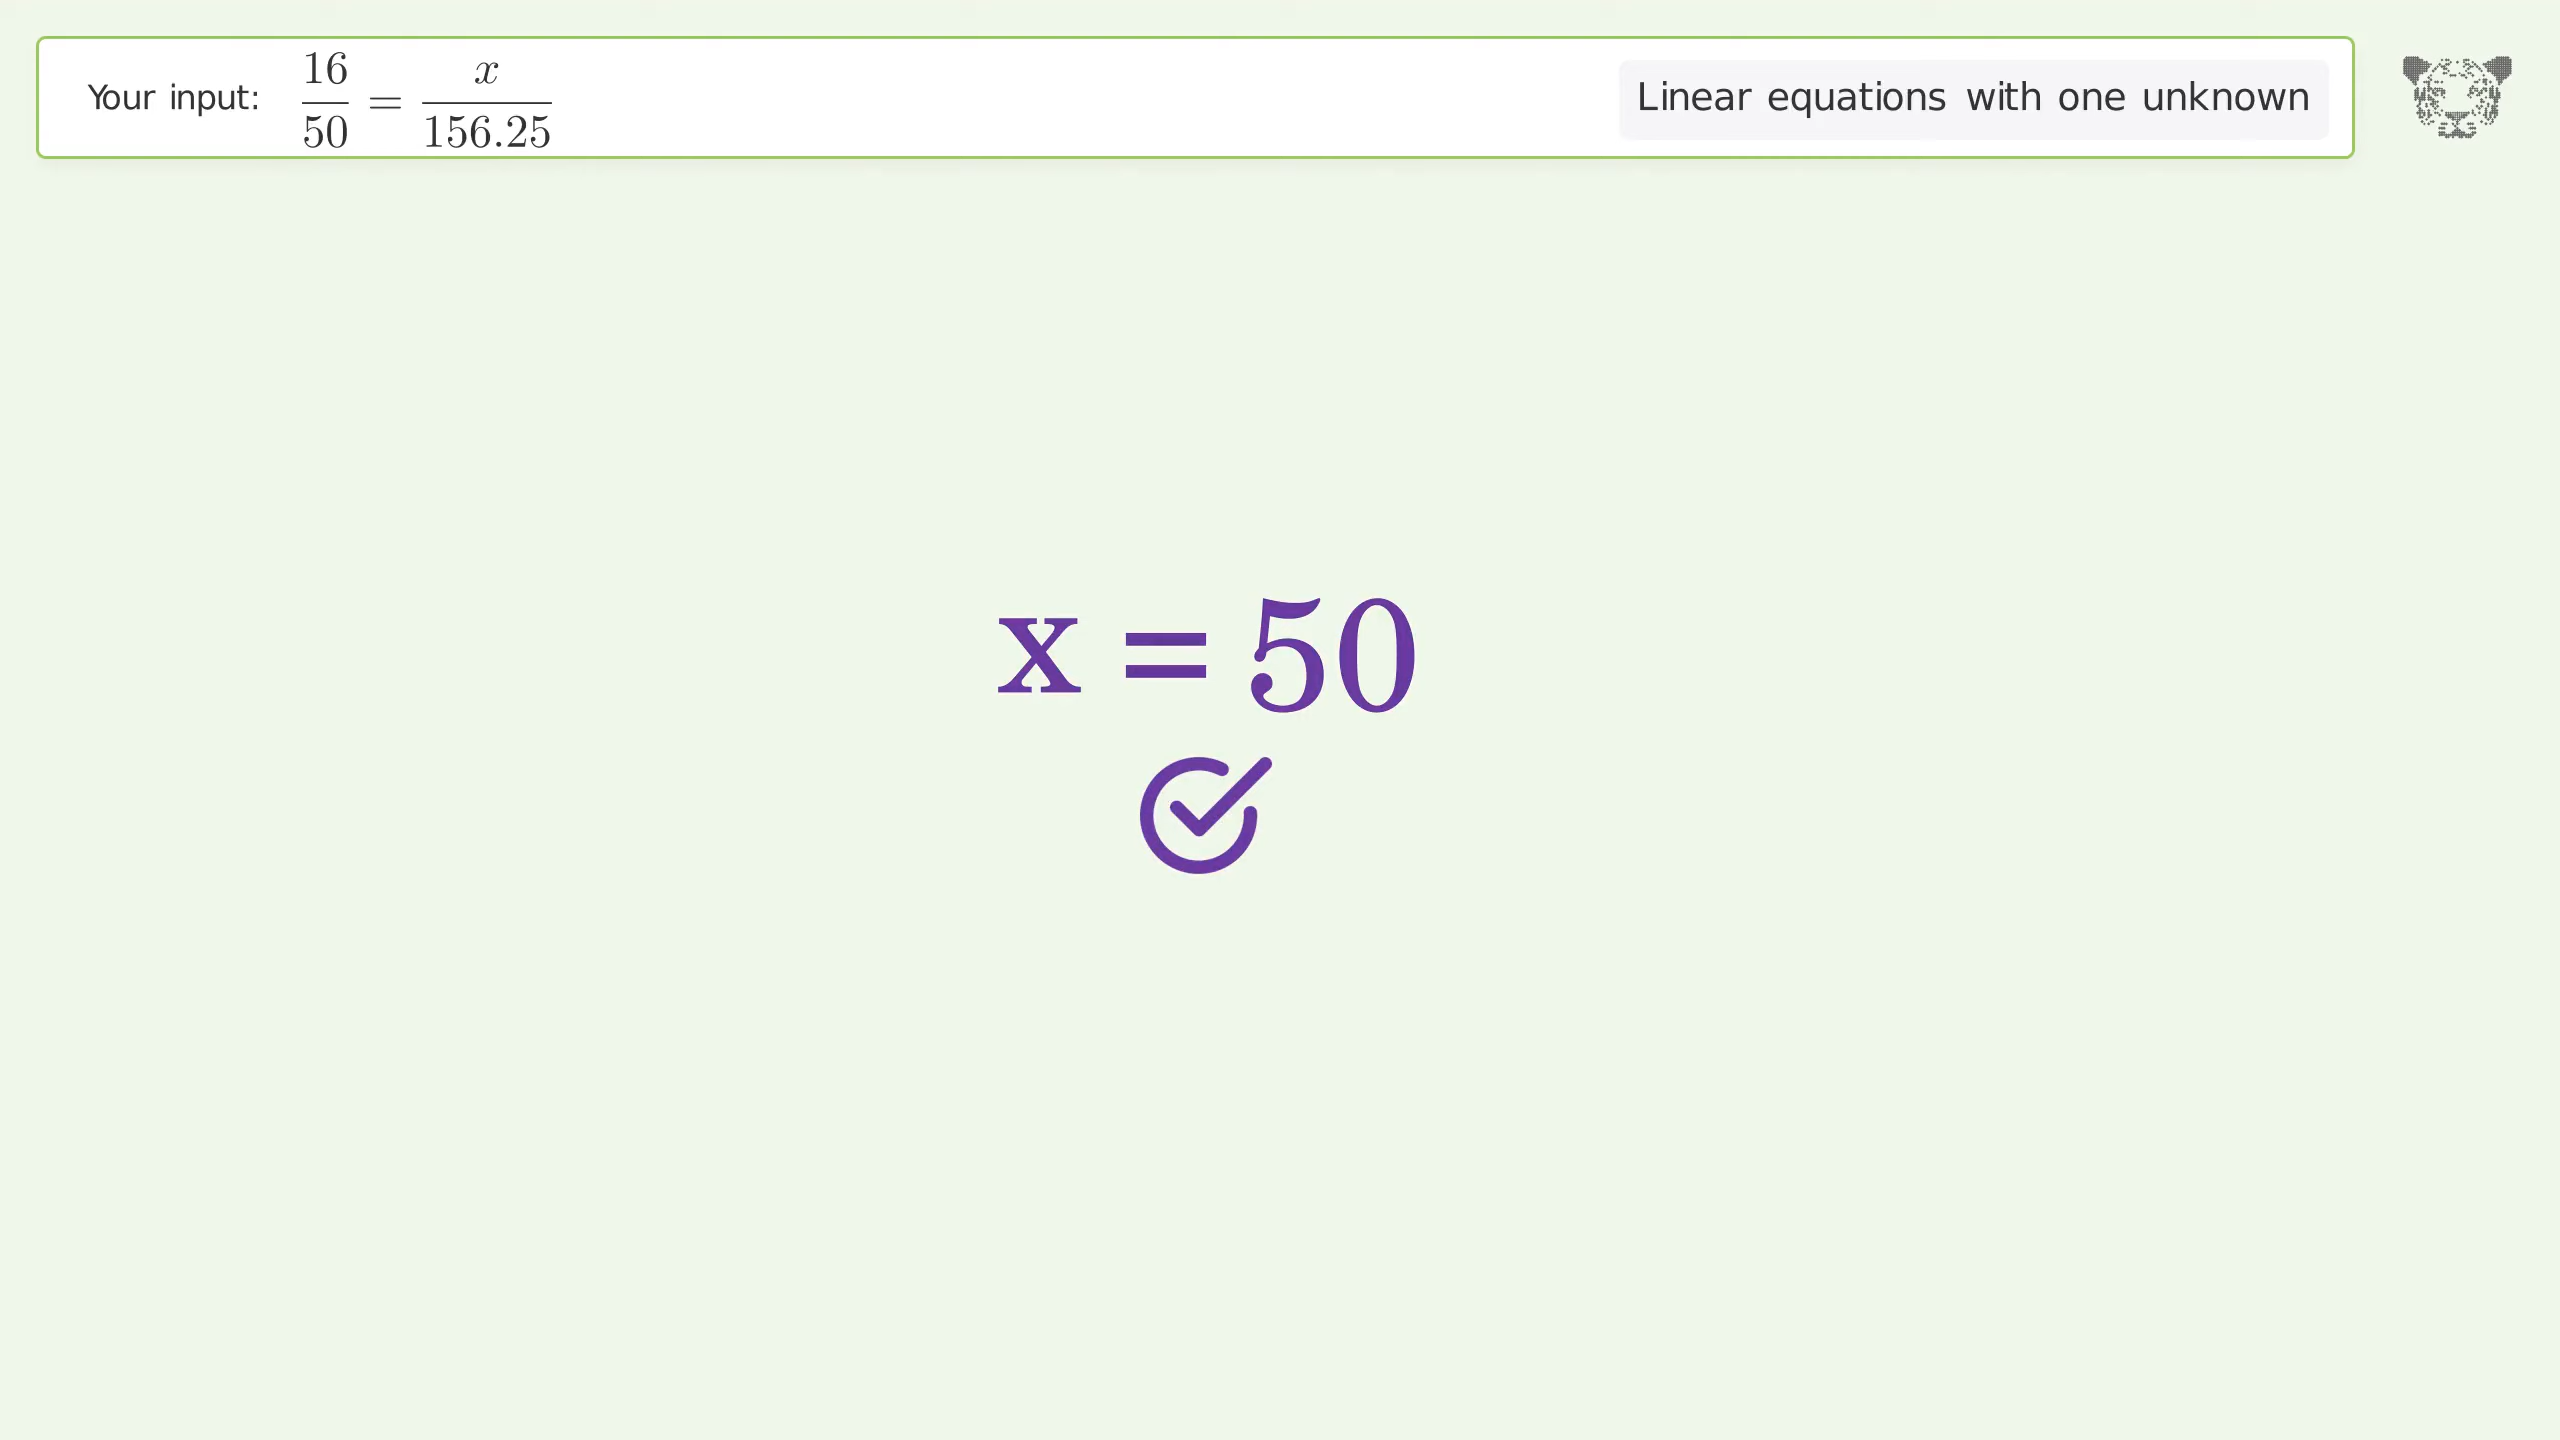 Your input: 16/50 = x/156.25
Linear equations with one unknown
x = 50